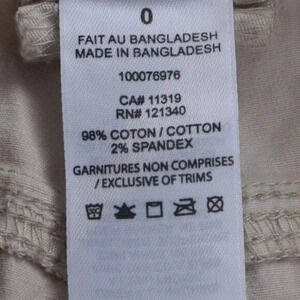 0
FAIT AU BANGLADESH
MADE IN BANGLADESH
100076976
CA# 11319
RN# 121340
98% COTON / COTTON
2% SPANDEX
GARNITURES NON COMPRISES
/ EXCLUSIVE OF TRIMS